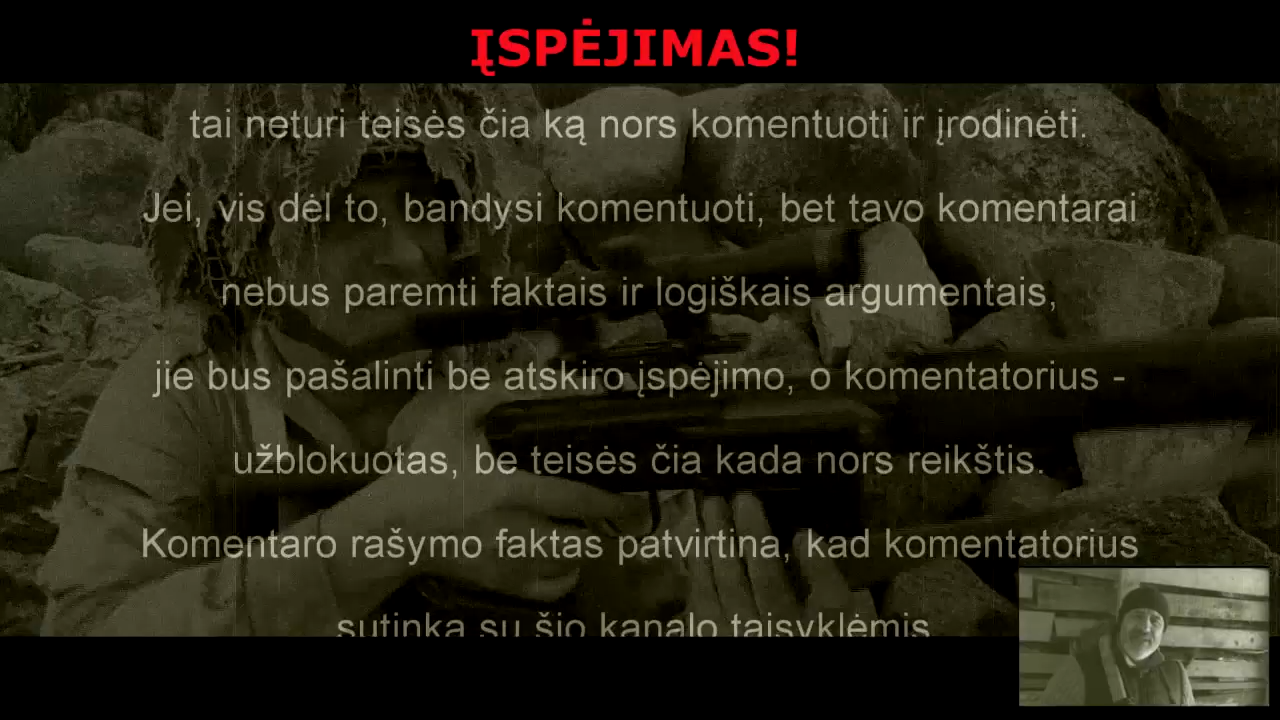 ĮSPĖJIMAS!
tai neturi teisės čia ką nors komentuoti ir įrodinėti.
Jei, vis dėl to, bandysi komentuoti, bet tavo komentarai
nebus paremti faktais ir logiškais argumentais,
jie bus pašalinti be atskiro įspėjimo, o komentatorius -
užblokuotas, be teisės čia kada nors reikštis.
Komentaro rašymo faktas patvirtina, kad komentatorius
sutinka su šio kanalo taisyklėmis